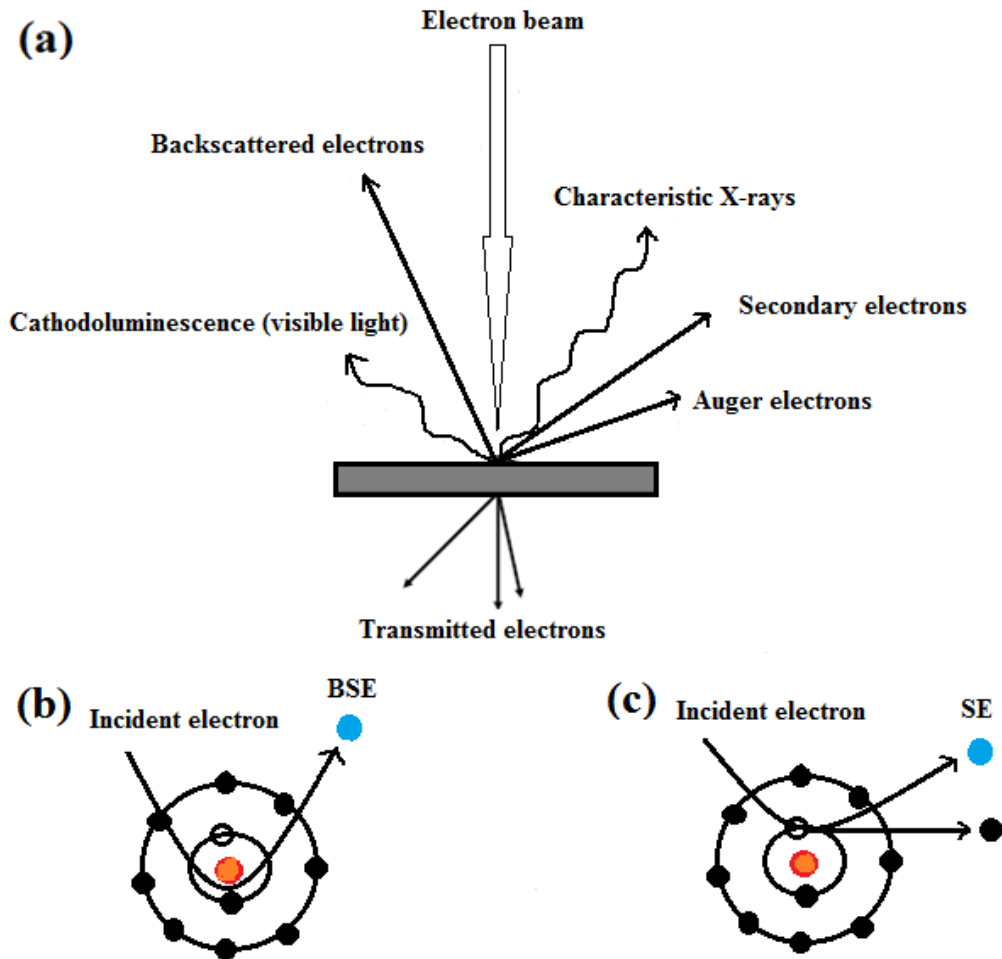 (a)
Electron beam
Backscattered electrons
Characteristic X-rays
Cathodoluminescence (visible light)
Secondary electrons
Auger electrons
Transmitted electrons
(b)
Incident electron
BSE
(c)
Incident electron
SE